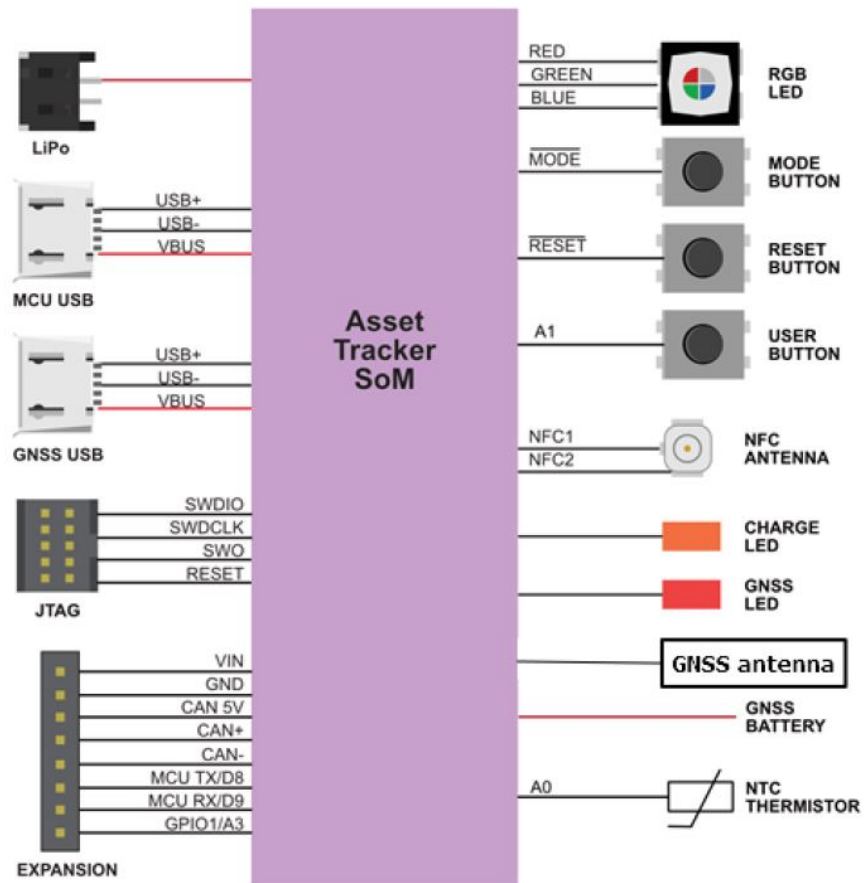 LiPo
USB+
USB-
VBUS
MCU USB
USB+
USB-
VBUS
GNSS USB
SWDIO
SWDCLK
SWO
RESET
JTAG
VIN
GND
CAN 5V
CAN+
CAN-
MCU TX/D8
MCU RX/D9
GPIO1/A3
EXPANSION
Asset
Tracker
SoM
RED
GREEN
BLUE
RGB
LED
MODE
MODE
BUTTON
RESET
RESET
BUTTON
A1
USER
BUTTON
NFC1
NFC2
NFC
ANTENNA
CHARGE
LED
GNSS
LED
GNSS antenna
GNSS
BATTERY
A0
NTC
THERMISTOR